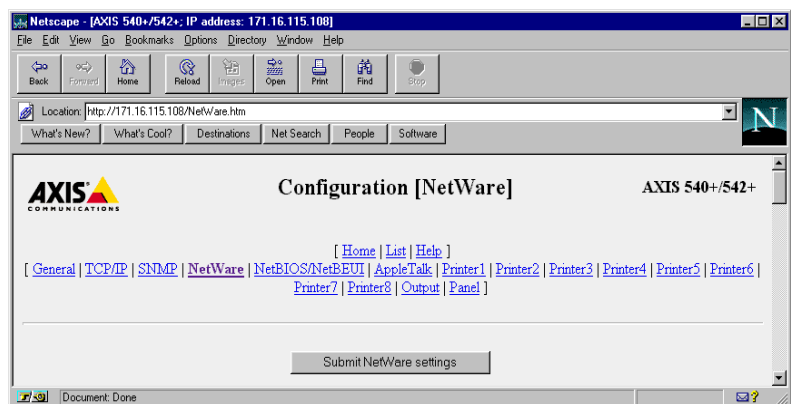 Netscape - [AXIS 540+/542+; IP address: 171.16.115.108]
File Edit View Go Bookmarks Options Directory Window Help
Back Forward Home Reload Images Open Print Find Stop
Location: http://171.16.115.108/NetWare.htm
What's New? What's Cool? Destinations Net Search People Software
N
AXIS COMMUNICATIONS Configuration [NetWare] AXIS 540+/542+
[ Home | List | Help ]
[ General | TCP/IP | SNMP | NetWare | NetBIOS/NetBEUI | AppleTalk | Printer1 | Printer2 | Printer3 | Printer4 | Printer5 | Printer6 |
Printer7 | Printer8 | Output | Panel ]
Submit NetWare settings
Document: Done